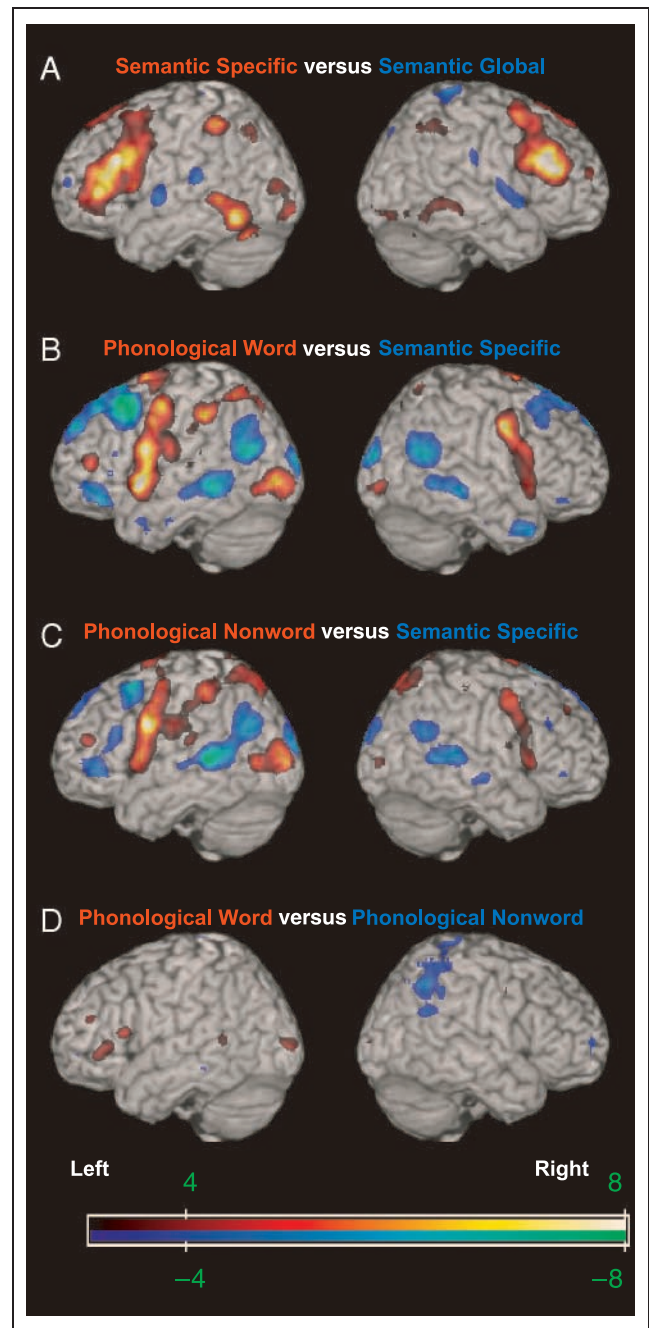 A Semantic Specific versus Semantic Global
B Phonological Word versus Semantic Specific
C Phonological Nonword versus Semantic Specific
D Phonological Word versus Phonological Nonword
Left Right
4 8
−4 −8